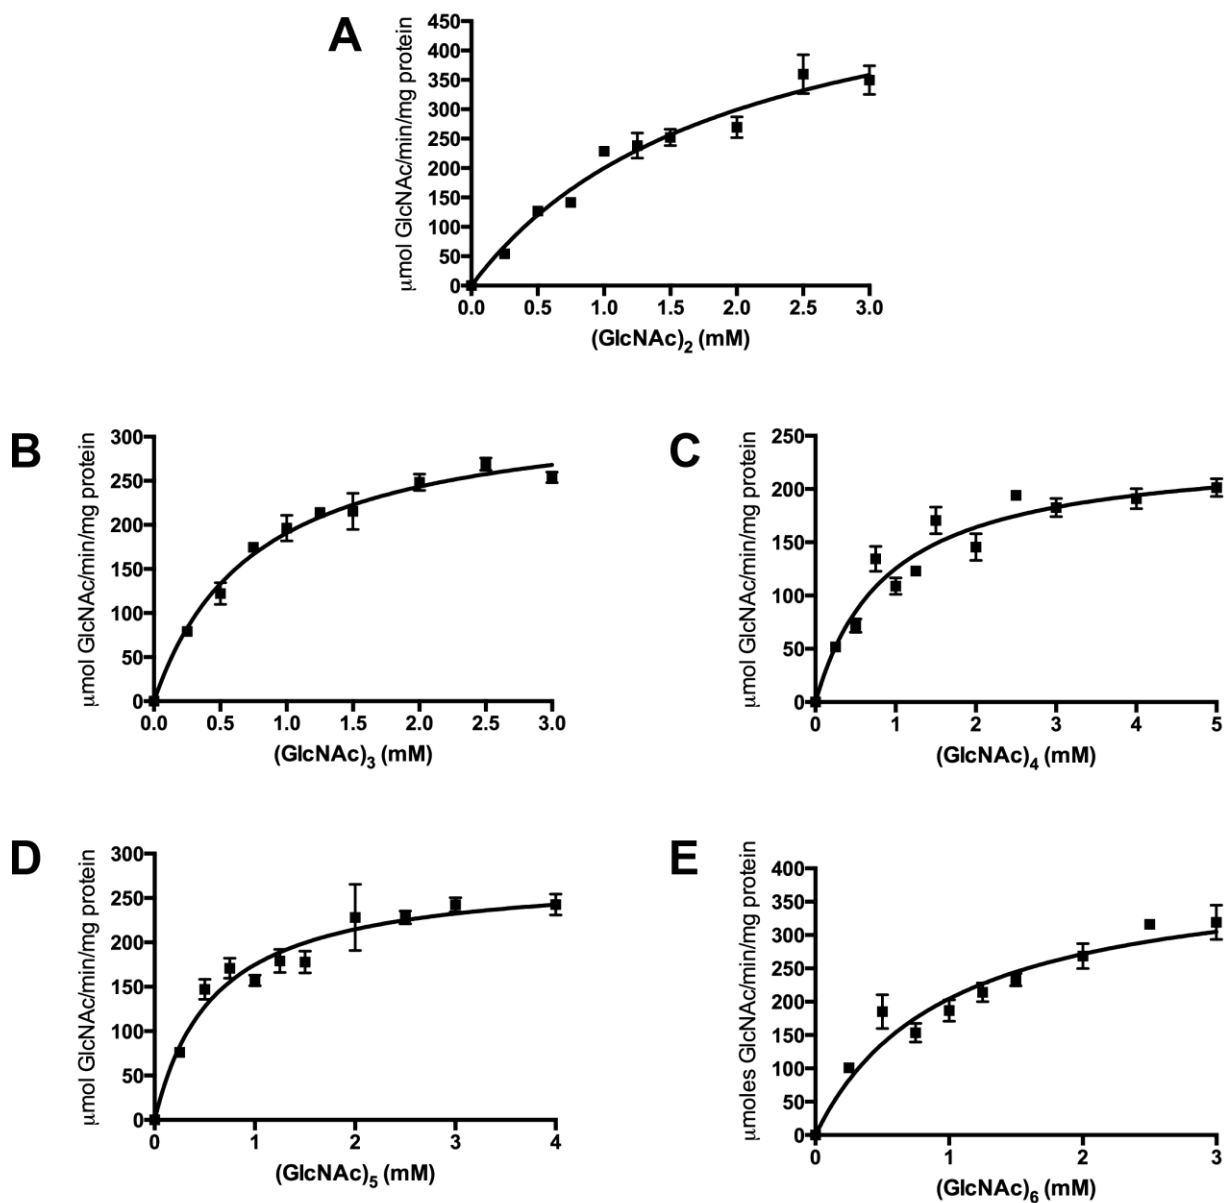 A
μmol GlcNAc/min/mg protein
450
400
350
300
250
200
150
100
50
0
0.0 0.5 1.0 1.5 2.0 2.5 3.0
(GlcNAc)2 (mM)
B
μmol GlcNAc/min/mg protein
300
250
200
150
100
50
0
0.0 0.5 1.0 1.5 2.0 2.5 3.0
(GlcNAc)3 (mM)
C
μmol GlcNAc/min/mg protein
250
200
150
100
50
0
0 1 2 3 4 5
(GlcNAc)4 (mM)
D
μmol GlcNAc/min/mg protein
300
250
200
150
100
50
0
0 1 2 3 4
(GlcNAc)5 (mM)
E
μmoles GlcNAc/min/mg protein
400
350
300
250
200
150
100
50
0
0 1 2 3
(GlcNAc)6 (mM)